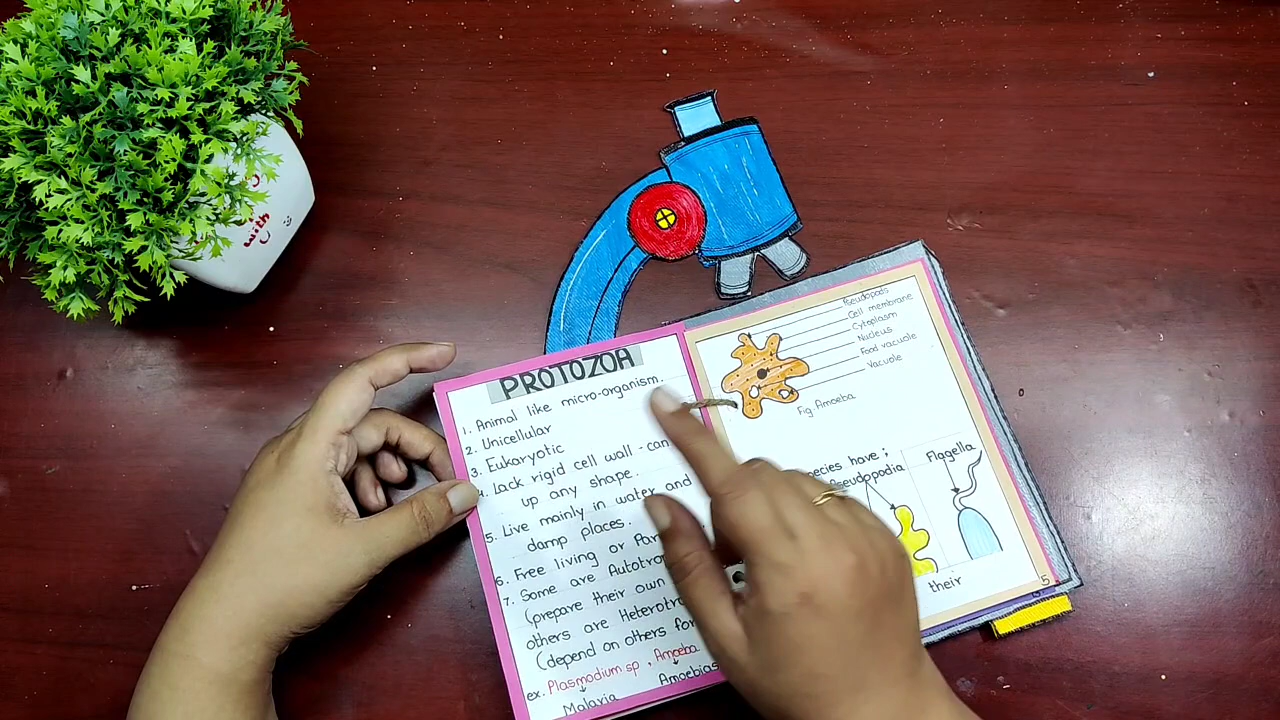 with
PROTOZOA
1. Animal like micro-organism.
2. Unicellular
3. Eukaryotic
4. Lack rigid cell wall - can
up any shape.
5. Live mainly in water and
damp places.
6. Free living or
7. Some are
(prepare their own
others are
(depend on others for
ex. Plasmodium sp, Amoeba
Malaria
Pseudopods
Cell membrane
Cytoplasm
Nucleus
Food vacuole
Vacuole
Fig. Amoeba
have;
Pseudopodia
Flagella
their
5